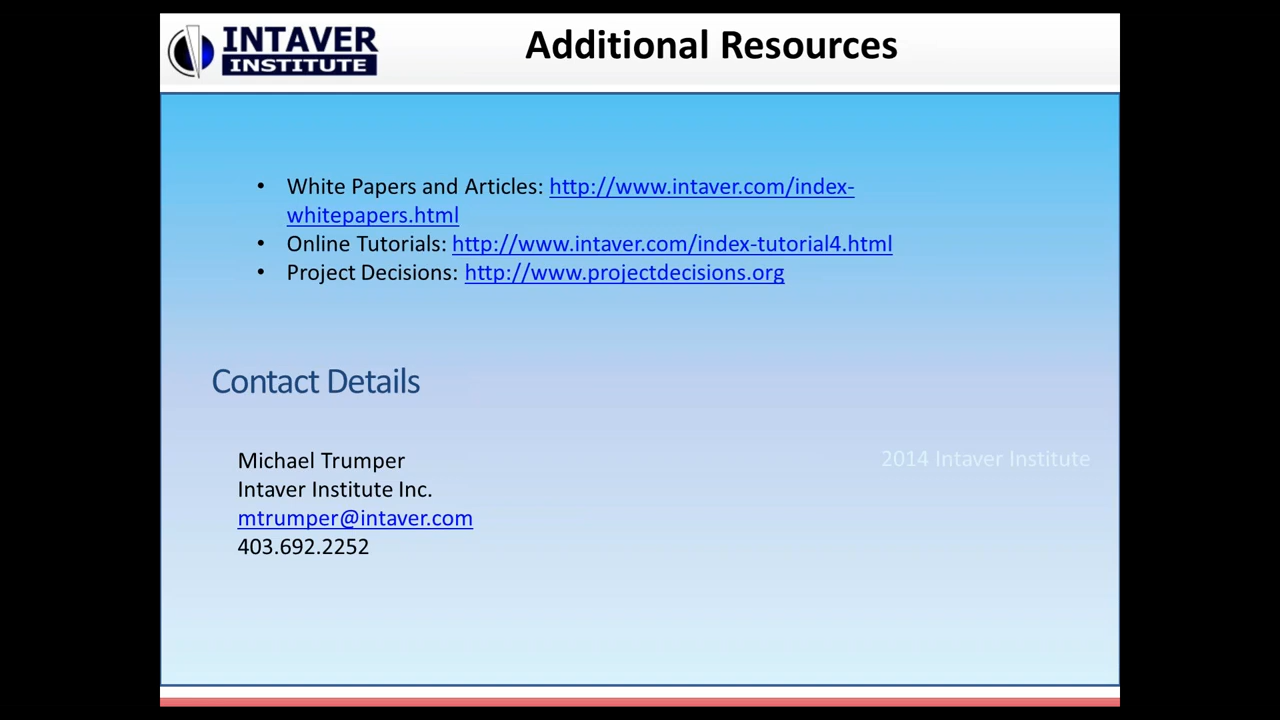 INTAVER
INSTITUTE
Additional Resources
• White Papers and Articles: http://www.intaver.com/index-
whitepapers.html
• Online Tutorials: http://www.intaver.com/index-tutorial4.html
• Project Decisions: http://www.projectdecisions.org
Contact Details
Michael Trumper
2014 Intaver Institute
Intaver Institute Inc.
mtrumper@intaver.com
403.692.2252